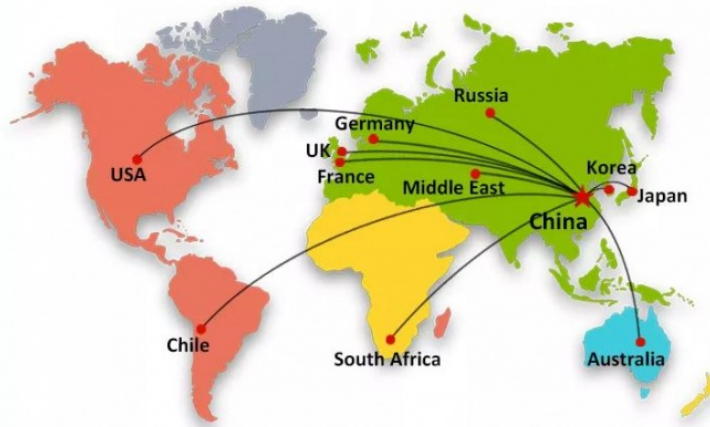 Russia
Germany
UK
Korea
USA
France
Middle East
Japan
China
Chile
South Africa
Australia